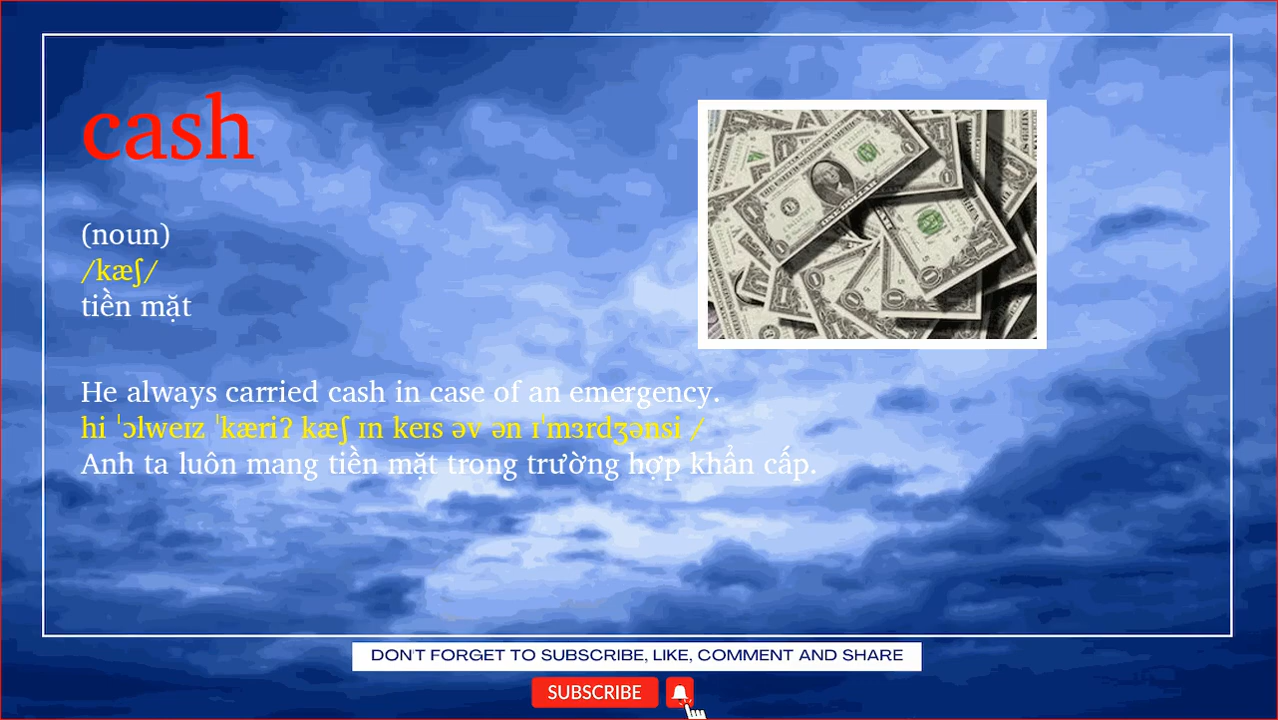 cash
(noun)
/kæʃ/
tiền mặt
He always carried cash in case of an emergency.
hi ˈɔlweɪz ˈkæriʔ kæʃ ɪn keɪs əv ən ɪˈmɜrdʒənsi /
Anh ta luôn mang tiền mặt trong trường hợp khẩn cấp.
DON'T FORGET TO SUBSCRIBE, LIKE, COMMENT AND SHARE
SUBSCRIBE